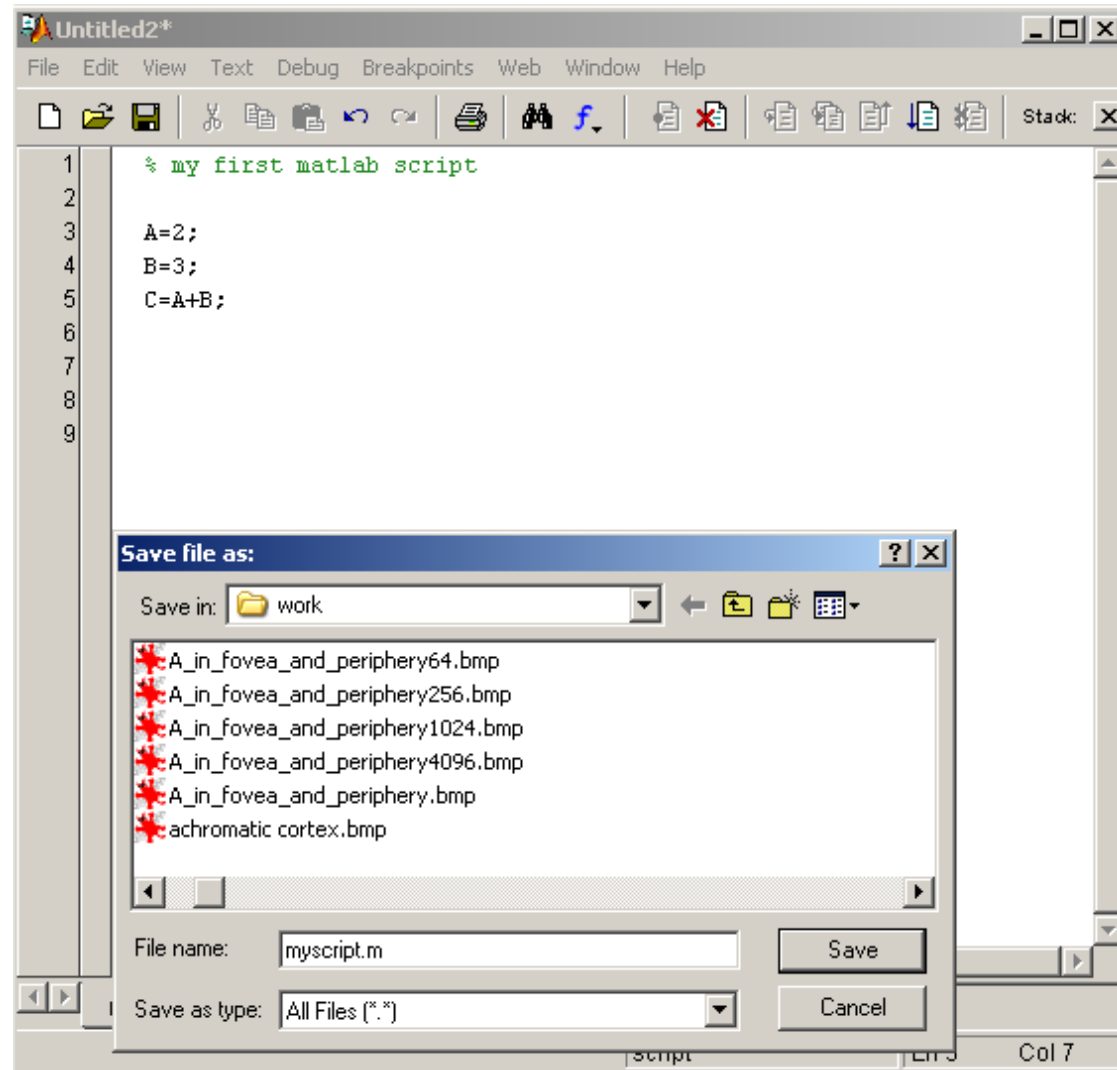 Untitled2*
File Edit View Text Debug Breakpoints Web Window Help
Stack:
1 % my first matlab script
2
3 A=2;
4 B=3;
5 C=A+B;
6
7
8
9
Save file as:
Save in: work
A_in_fovea_and_periphery64.bmp
A_in_fovea_and_periphery256.bmp
A_in_fovea_and_periphery1024.bmp
A_in_fovea_and_periphery4096.bmp
A_in_fovea_and_periphery.bmp
achromatic cortex.bmp
File name: myscript.m Save
Save as type: All Files (*.*) Cancel
script Col 7